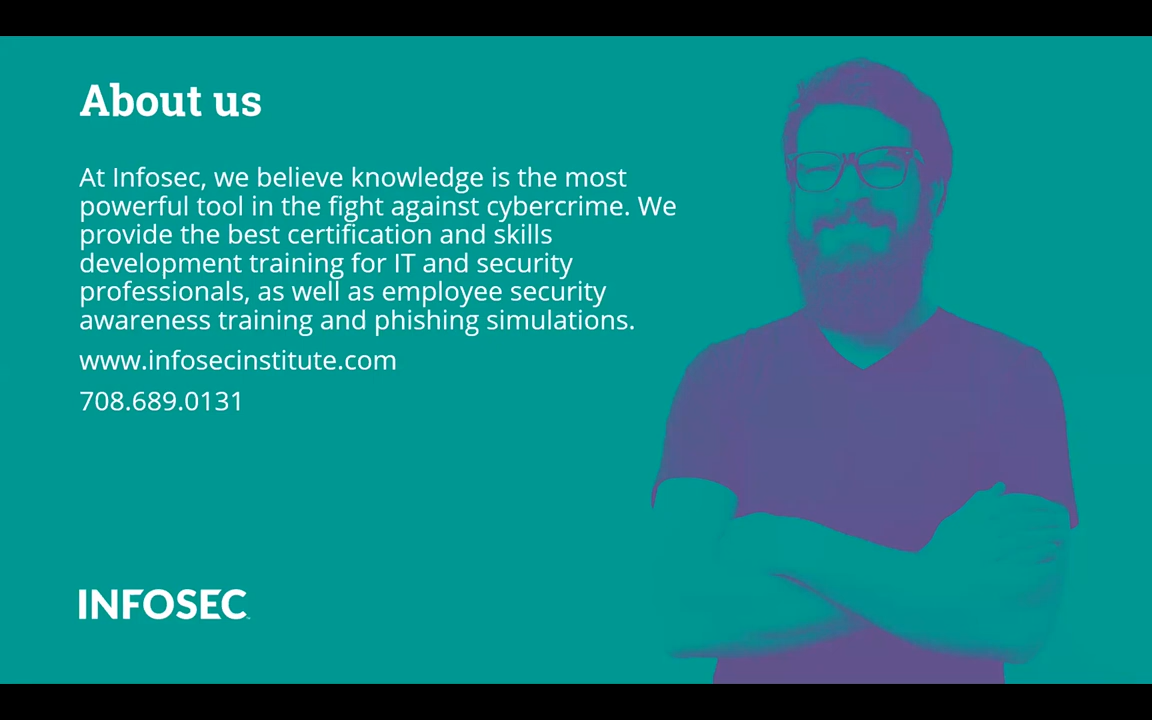 About us
At Infosec, we believe knowledge is the most
powerful tool in the fight against cybercrime. We
provide the best certification and skills
development training for IT and security
professionals, as well as employee security
awareness training and phishing simulations.
www.infosecinstitute.com
708.689.0131
INFOSEC